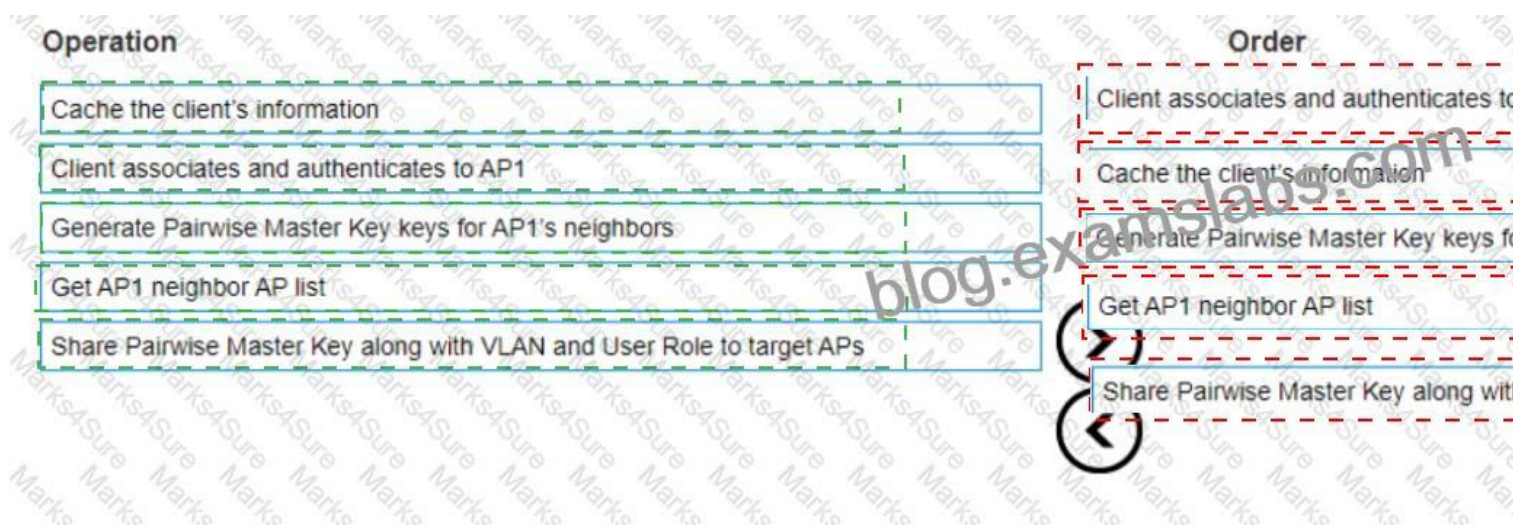 Operation
Order
Cache the client's information
Client associates and authenticates to AP1
Generate Pairwise Master Key keys for AP1's neighbors
Get AP1 neighbor AP list
Share Pairwise Master Key along with VLAN and User Role to target APs
Client associates and authenticates to
Cache the client's information
Generate Pairwise Master Key keys
Get AP1 neighbor AP list
Share Pairwise Master Key along with
blog.examslabs.com
Marks4Sure